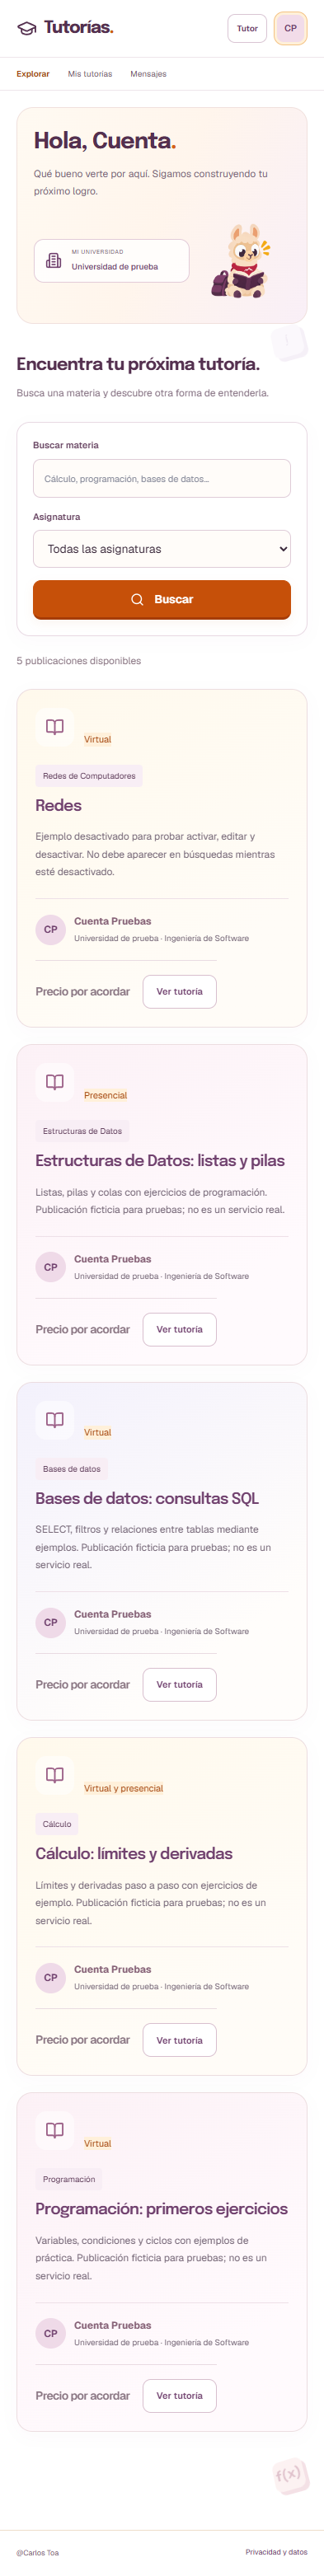 Tutorías.
Tutor
CP
Explorar
Mis tutorías
Mensajes
Hola, Cuenta.
Qué bueno verte por aquí. Sigamos construyendo tu
próximo logro.
MI UNIVERSIDAD
Universidad de prueba
Encuentra tu próxima tutoría.
Busca una materia y descubre otra forma de entenderla.
Buscar materia
Cálculo, programación, bases de datos...
Asignatura
Todas las asignaturas
Buscar
5 publicaciones disponibles
Virtual
Redes de Computadores
Redes
Ejemplo desactivado para probar activar, editar y
desactivar. No debe aparecer en búsquedas mientras
esté desactivado.
CP
Cuenta Pruebas
Universidad de prueba · Ingeniería de Software
Precio por acordar
Ver tutoría
Presencial
Estructuras de Datos
Estructuras de Datos: listas y pilas
Listas, pilas y colas con ejercicios de programación.
Publicación ficticia para pruebas; no es un servicio real.
CP
Cuenta Pruebas
Universidad de prueba · Ingeniería de Software
Precio por acordar
Ver tutoría
Virtual
Bases de datos
Bases de datos: consultas SQL
SELECT, filtros y relaciones entre tablas mediante
ejemplos. Publicación ficticia para pruebas; no es un
servicio real.
CP
Cuenta Pruebas
Universidad de prueba · Ingeniería de Software
Precio por acordar
Ver tutoría
Virtual y presencial
Cálculo
Cálculo: límites y derivadas
Límites y derivadas paso a paso con ejercicios de
ejemplo. Publicación ficticia para pruebas; no es un
servicio real.
CP
Cuenta Pruebas
Universidad de prueba · Ingeniería de Software
Precio por acordar
Ver tutoría
Virtual
Programación
Programación: primeros ejercicios
Variables, condiciones y ciclos con ejemplos de
práctica. Publicación ficticia para pruebas; no es un
servicio real.
CP
Cuenta Pruebas
Universidad de prueba · Ingeniería de Software
Precio por acordar
Ver tutoría
f(x)
@Carlos Toa
Privacidad y datos